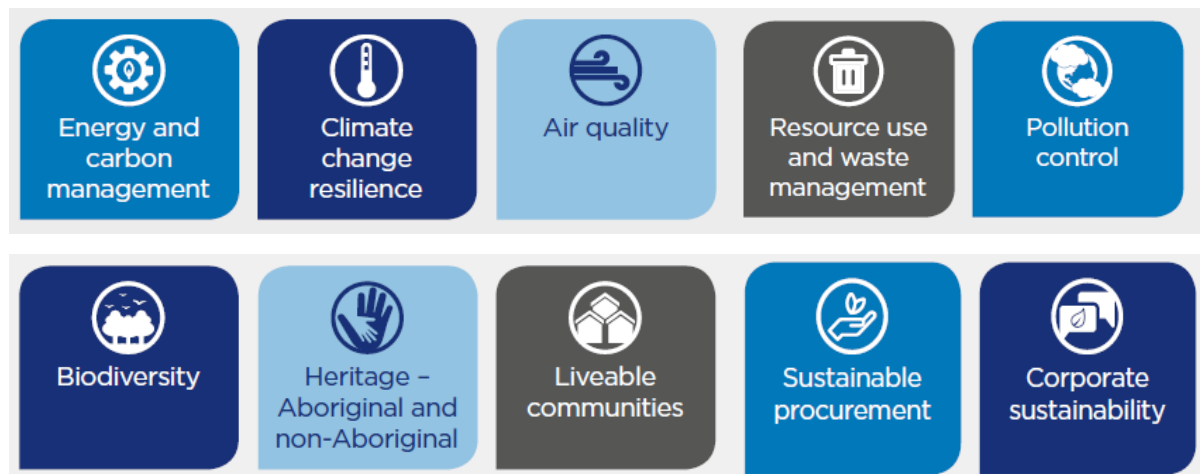 Energy and
carbon
management
Climate
change
resilience
Air quality
Resource use
and waste
management
Pollution
control
Biodiversity
Heritage –
Aboriginal and
non-Aboriginal
Liveable
communities
Sustainable
procurement
Corporate
sustainability